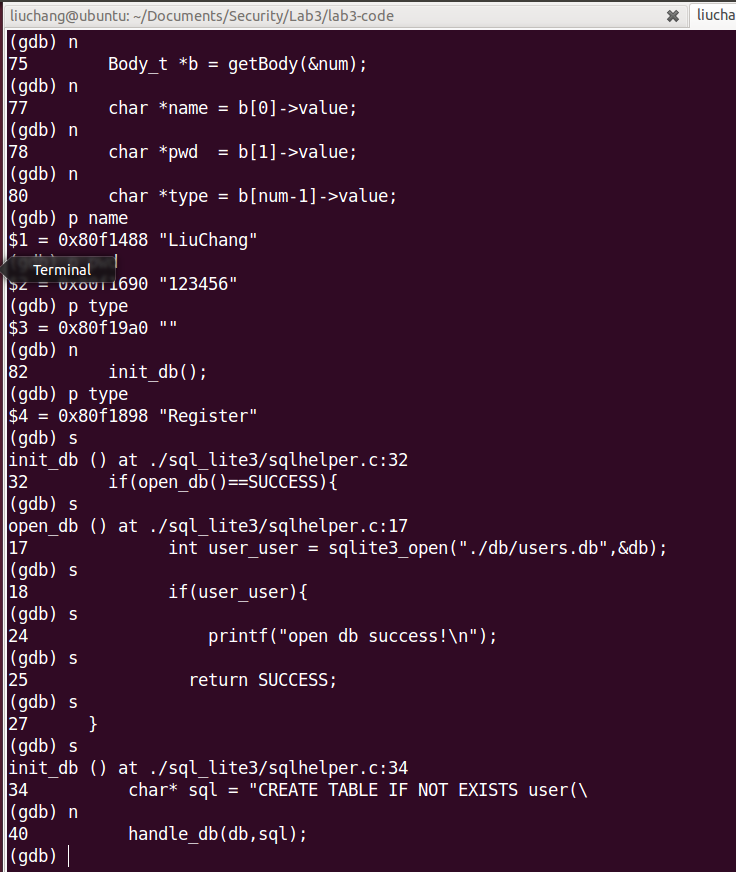 liuchang@ubuntu: ~/Documents/Security/Lab3/lab3-code
liucha
(gdb) n
75        Body_t *b = getBody(&num);
(gdb) n
77        char *name = b[0]->value;
(gdb) n
78        char *pwd  = b[1]->value;
(gdb) n
80        char *type = b[num-1]->value;
(gdb) p name
$1 = 0x80f1488 "LiuChang"
Terminal
$2 = 0x80f1690 "123456"
(gdb) p type
$3 = 0x80f19a0 ""
(gdb) n
82        init_db();
(gdb) p type
$4 = 0x80f1898 "Register"
(gdb) s
init_db () at ./sql_lite3/sqlhelper.c:32
32        if(open_db()==SUCCESS){
(gdb) s
open_db () at ./sql_lite3/sqlhelper.c:17
17              int user_user = sqlite3_open("./db/users.db",&db);
(gdb) s
18              if(user_user){
(gdb) s
24                  printf("open db success!\n");
(gdb) s
25                return SUCCESS;
(gdb) s
27      }
(gdb) s
init_db () at ./sql_lite3/sqlhelper.c:34
34          char* sql = "CREATE TABLE IF NOT EXISTS user(\
(gdb) n
40          handle_db(db,sql);
(gdb)